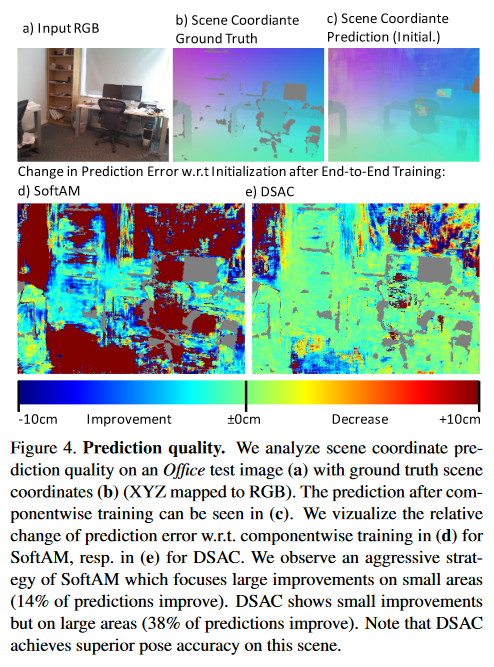 a) Input RGB
b) Scene Coordiante
Ground Truth
c) Scene Coordiante
Prediction (Initial.)
Change in Prediction Error w.r.t Initialization after End-to-End Training:
d) SoftAM
e) DSAC
-10cm Improvement ±0cm Decrease +10cm
Figure 4. Prediction quality. We analyze scene coordinate pre-
diction quality on an Office test image (a) with ground truth scene
coordinates (b) (XYZ mapped to RGB). The prediction after com-
ponentwise training can be seen in (c). We vizualize the relative
change of prediction error w.r.t. componentwise training in (d) for
SoftAM, resp. in (e) for DSAC. We observe an aggressive strat-
egy of SoftAM which focuses large improvements on small areas
(14% of predictions improve). DSAC shows small improvements
but on large areas (38% of predictions improve). Note that DSAC
achieves superior pose accuracy on this scene.